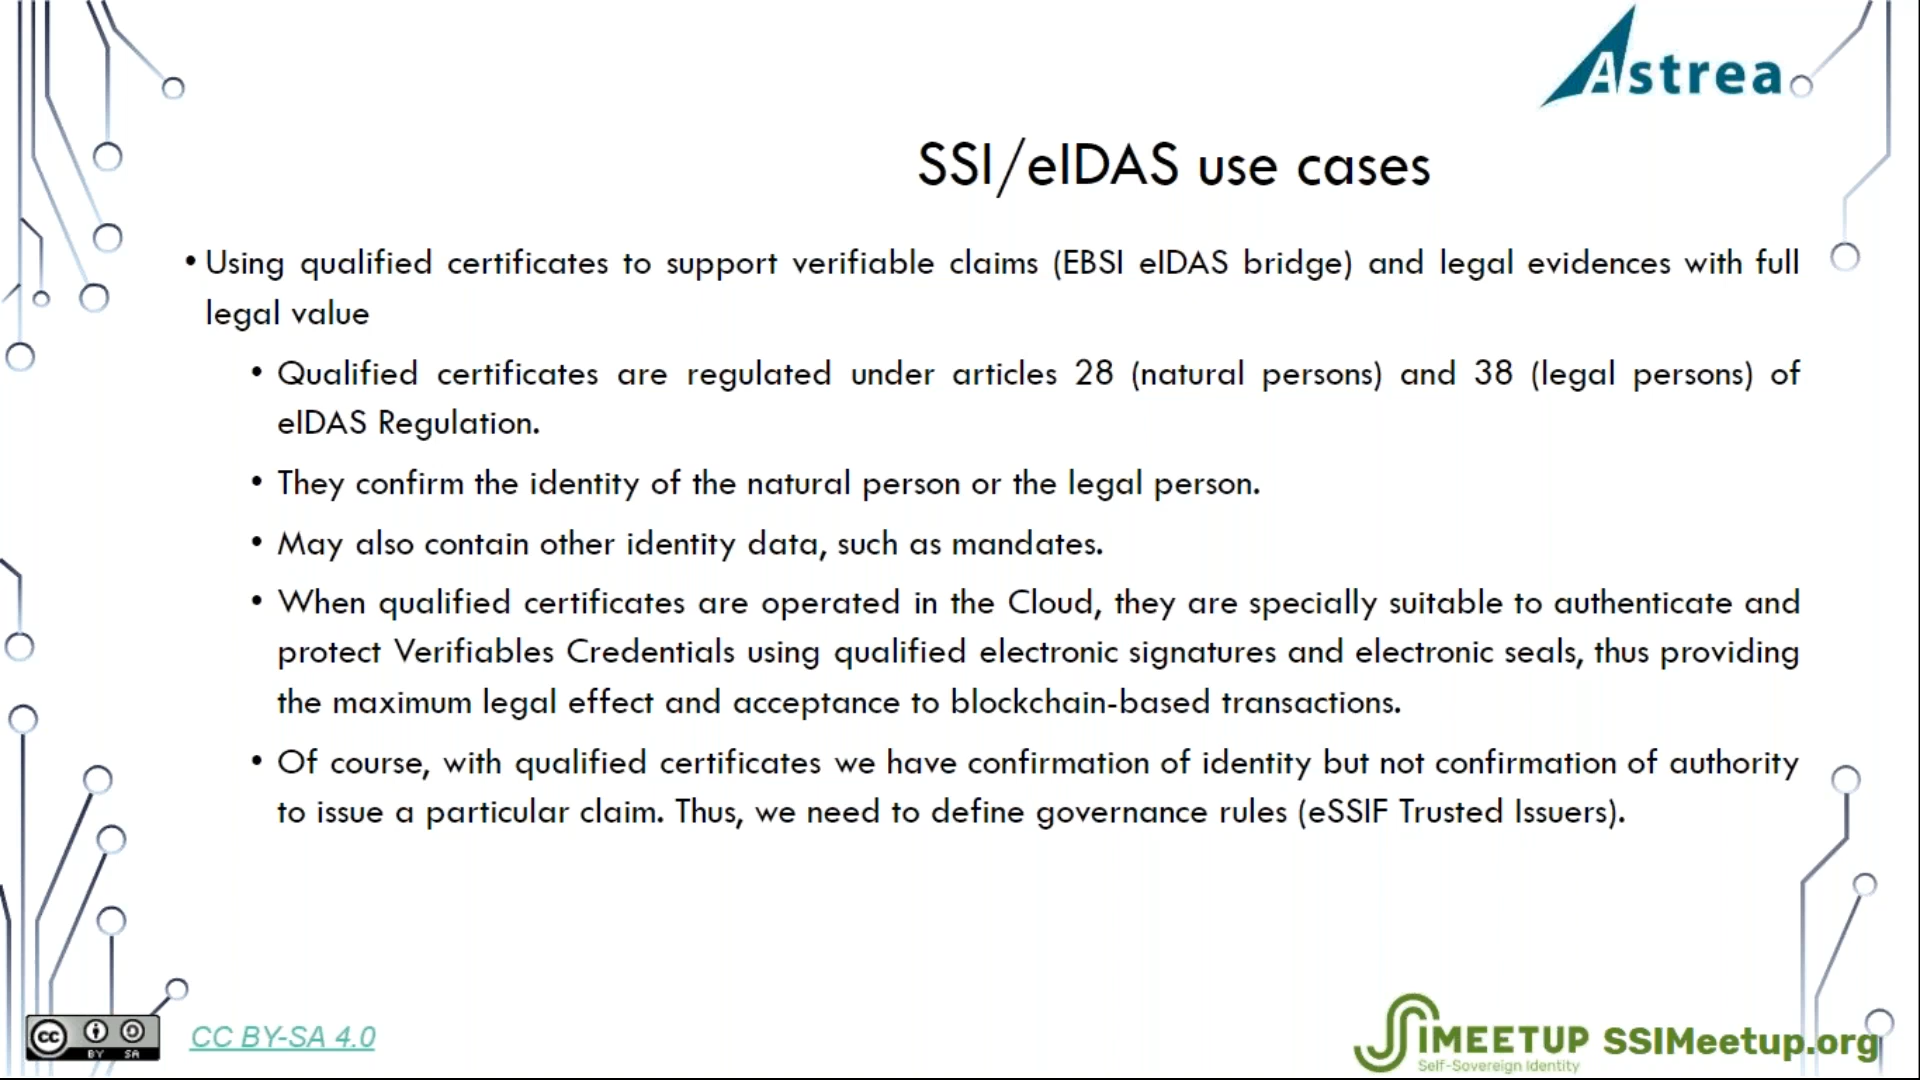 Astrea
SSI/eIDAS use cases
• Using qualified certificates to support verifiable claims (EBSI eIDAS bridge) and legal evidences with full
legal value
• Qualified certificates are regulated under articles 28 (natural persons) and 38 (legal persons) of
eIDAS Regulation.
• They confirm the identity of the natural person or the legal person.
• May also contain other identity data, such as mandates.
• When qualified certificates are operated in the Cloud, they are specially suitable to authenticate and
protect Verifiables Credentials using qualified electronic signatures and electronic seals, thus providing
the maximum legal effect and acceptance to blockchain-based transactions.
• Of course, with qualified certificates we have confirmation of identity but not confirmation of authority
to issue a particular claim. Thus, we need to define governance rules (eSSIF Trusted Issuers).
cc BY SA
CC BY-SA 4.0
SSIMEETUP SSIMeetup.org
Self-Sovereign Identity